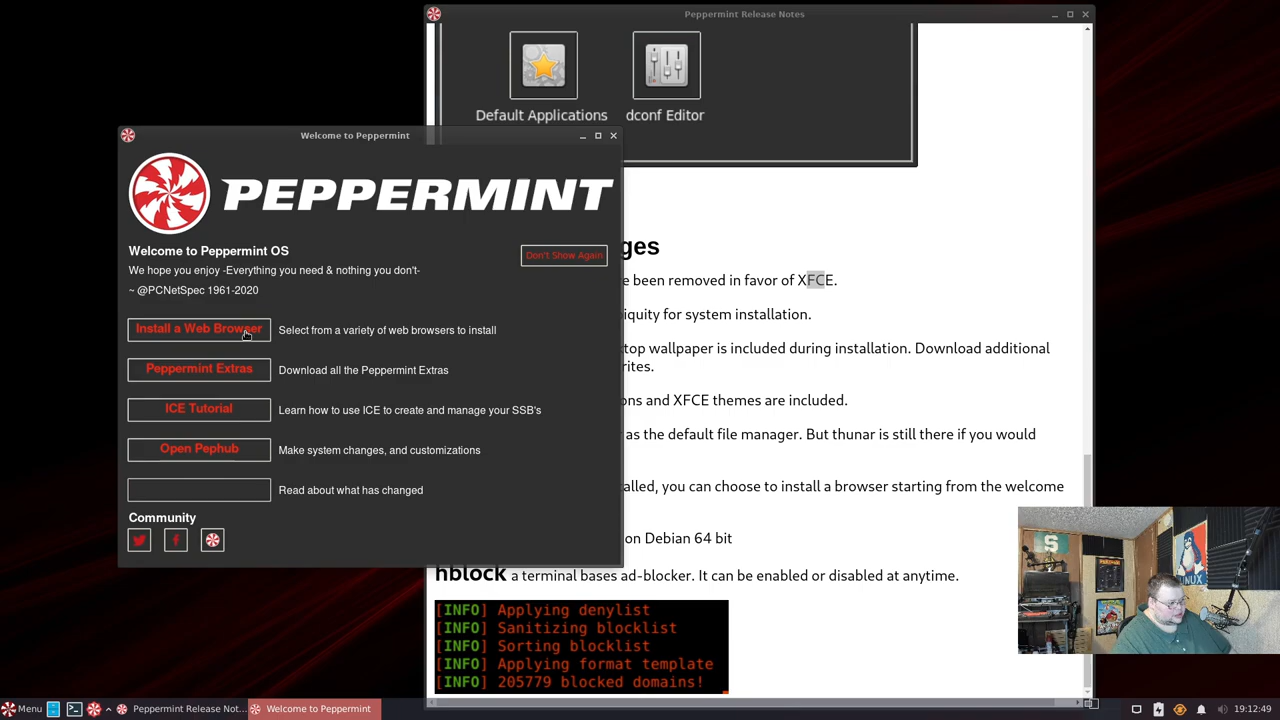 Peppermint Release Notes
Default Applications
dconf Editor
Welcome to Peppermint
PEPPERMINT
Welcome to Peppermint OS
We hope you enjoy -Everything you need & nothing you don't-
~ @PCNetSpec 1961-2020
Don't Show Again
Install a Web Browser
Select from a variety of web browsers to install
Peppermint Extras
Download all the Peppermint Extras
ICE Tutorial
Learn how to use ICE to create and manage your SSB's
Open Pephub
Make system changes, and customizations
Read about what has changed
Community
ges
e been removed in favor of XFCE.
iquity for system installation.
top wallpaper is included during installation. Download additional
rites.
ons and XFCE themes are included.
as the default file manager. But thunar is still there if you would
alled, you can choose to install a browser starting from the welcome
on Debian 64 bit
hblock a terminal bases ad-blocker. It can be enabled or disabled at anytime.
[INFO] Applying denylist
[INFO] Sanitizing blocklist
[INFO] Sorting blocklist
[INFO] Applying format template
[INFO] 205779 blocked domains!
S
LINUX
Menu
Peppermint Release Not...
Welcome to Peppermint
19:12:49